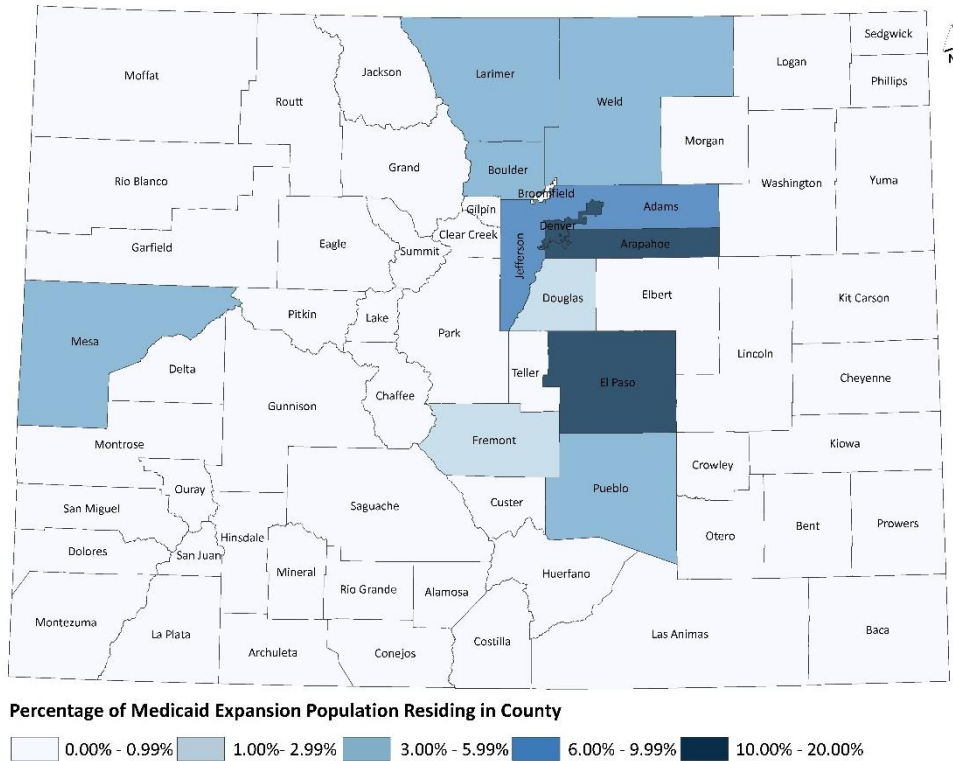 Sedgwick
Logan
Jackson
Larimer
Moffat
Phillips
N
Routt
Weld
Morgan
Grand
Boulder
Rio Blanco
Washington
Yuma
Broomfield
Gilpin
Adams
Denver
Clear Creek
Garfield
Eagle
Summit
Arapahoe
Jefferson
Elbert
Douglas
Kit Carson
Pitkin
Lake
Park
Mesa
Lincoln
Delta
Teller
El Paso
Cheyenne
Chaffee
Gunnison
Fremont
Montrose
Kiowa
Crowley
Ouray
Pueblo
Custer
Saguache
San Miguel
Bent
Prowers
Otero
Hinsdale
Dolores
San Juan
Mineral
Huerfano
Rio Grande
Alamosa
Montezuma
La Plata
Las Animas
Baca
Costilla
Archuleta
Conejos
Percentage of Medicaid Expansion Population Residing in County
0.00% - 0.99% 1.00% - 2.99% 3.00% - 5.99% 6.00% - 9.99% 10.00% - 20.00%